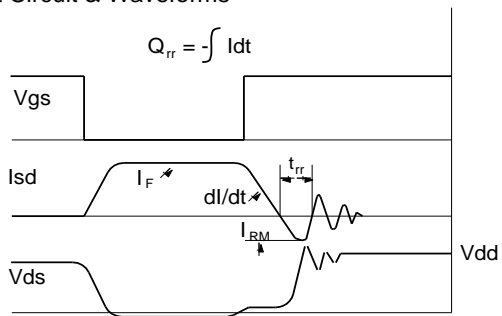 Circuit & Waveforms
Qrr = -∫ Idt
Vgs
Isd
IF
dI/dt
trr
IRM
Vdd
Vds